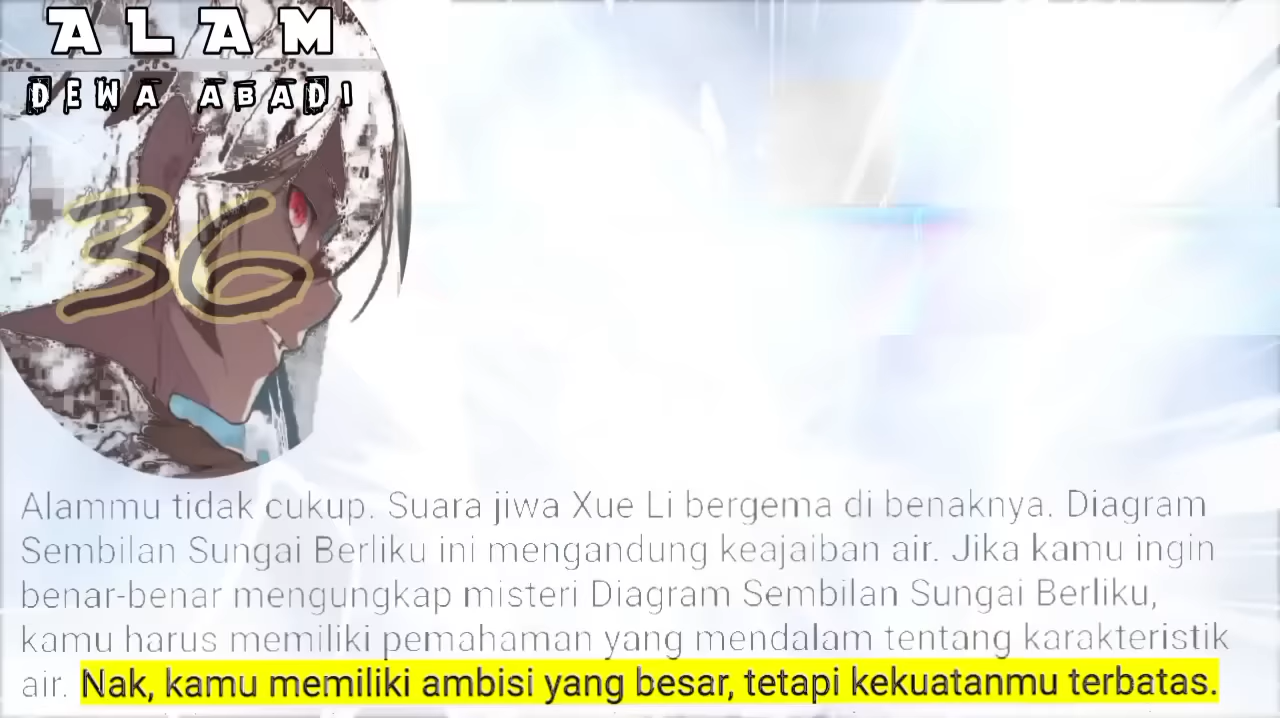 ALAM
DEWA ABADI
36
Alammu tidak cukup. Suara jiwa Xue Li bergema di benaknya. Diagram
Sembilan Sungai Berliku ini mengandung keajaiban air. Jika kamu ingin
benar-benar mengungkap misteri Diagram Sembilan Sungai Berliku,
kamu harus memiliki pemahaman yang mendalam tentang karakteristik
air. Nak, kamu memiliki ambisi yang besar, tetapi kekuatanmu terbatas.